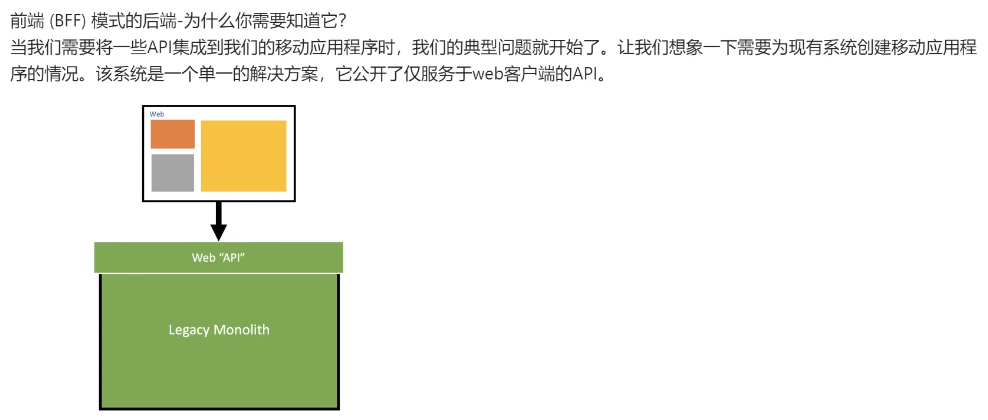 前端 (BFF) 模式的后端-为什么你需要知道它?
当我们需要将一些API集成到我们的移动应用程序时，我们的典型问题就开始了。让我们想象一下需要为现有系统创建移动应用程
序的情况。该系统是一个单一的解决方案，它公开了仅服务于web客户端的API。
Web
Web “API”
Legacy Monolith